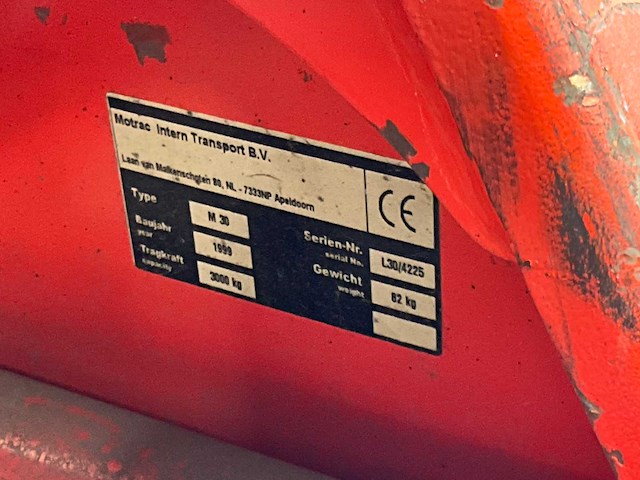 Motrac Intern Transport B.V.
Laan van Malkenschoten 89, NL - 7333NP Apeldoorn
CE
Type M 30
Baujahr 1999
year
Tragkraft 3000 kg
capacity
Serien-Nr. L30/4225
serial No.
Gewicht 82 kg
weight